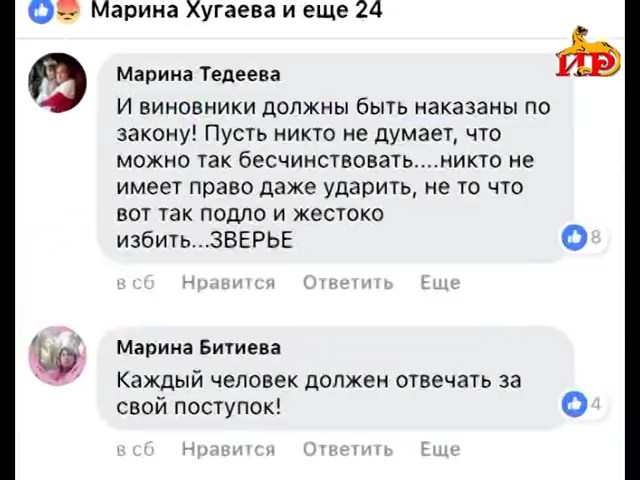 Марина Хугаева и еще 24
ИР
Марина Тедеева
И виновники должны быть наказаны по
закону! Пусть никто не думает, что
можно так бесчинствовать....никто не
имеет право даже ударить, не то что
вот так подло и жестоко
избить...ЗВЕРЬЕ
8
в сб Нравится Ответить Еще
Марина Битиева
Каждый человек должен отвечать за
свой поступок!
4
в сб Нравится Ответить Еще